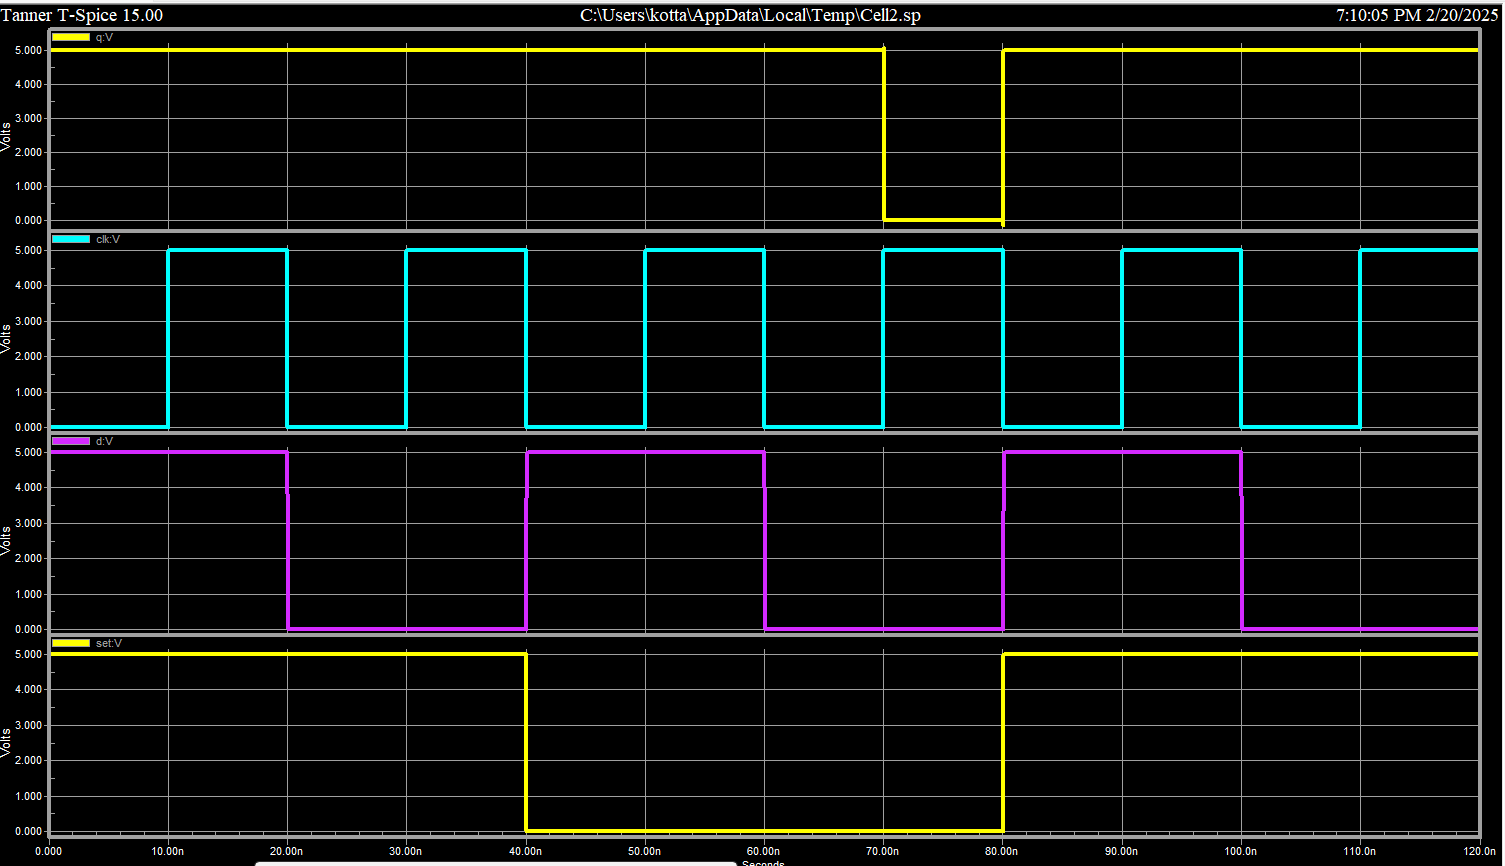 Tanner T-Spice 15.00 C:\Users\kotta\AppData\Local\Temp\Cell2.sp 7:10:05 PM 2/20/2025
q:V
5.000
4.000
3.000
Volts
2.000
1.000
0.000
clk:V
5.000
4.000
3.000
Volts
2.000
1.000
0.000
d:V
5.000
4.000
3.000
Volts
2.000
1.000
0.000
set:V
5.000
4.000
3.000
Volts
2.000
1.000
0.000
0.000 10.00n 20.00n 30.00n 40.00n 50.00n 60.00n 70.00n 80.00n 90.00n 100.0n 110.0n 120.0n
Seconds